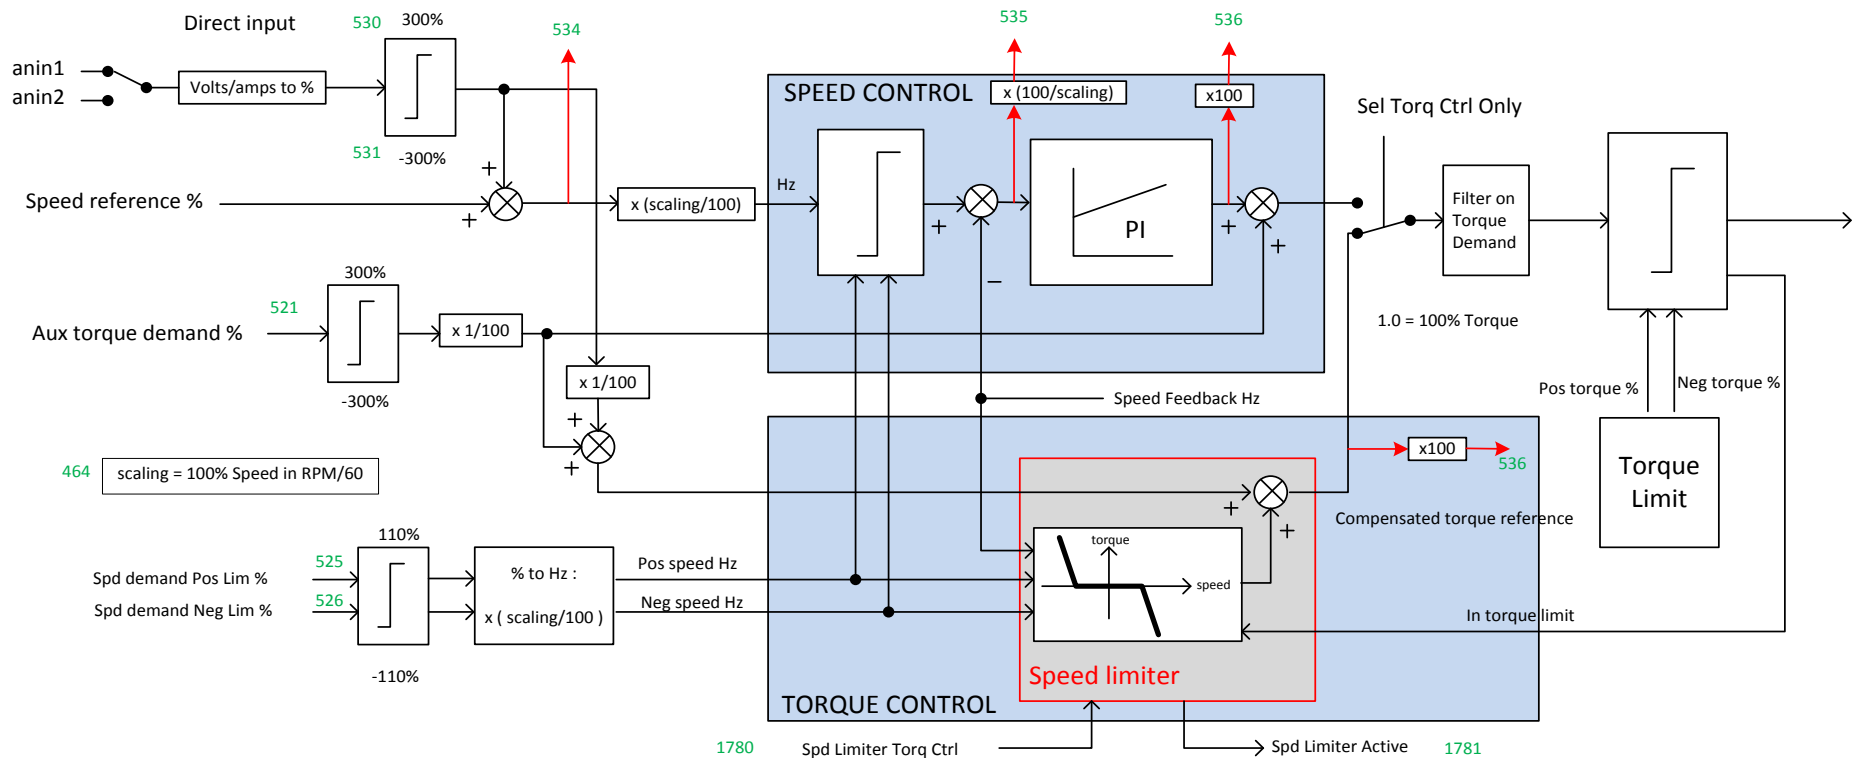 Direct input
530
300%
534
535
536
anin1
anin2
Volts/amps to %
SPEED CONTROL
x (100/scaling)
x100
Sel Torq Ctrl Only
531
-300%
+
Speed reference %
+
x (scaling/100)
Hz
+
−
PI
+
+
Filter on
Torque
Demand
300%
521
Aux torque demand %
x 1/100
-300%
x 1/100
1.0 = 100% Torque
Pos torque %
Neg torque %
Speed Feedback Hz
+
+
464
scaling = 100% Speed in RPM/60
x100
536
Torque
Limit
+
+
Compensated torque reference
110%
525
Spd demand Pos Lim %
526
Spd demand Neg Lim %
% to Hz :
x ( scaling/100 )
Pos speed Hz
Neg speed Hz
torque
speed
In torque limit
-110%
Speed limiter
TORQUE CONTROL
1780
Spd Limiter Torq Ctrl
Spd Limiter Active
1781